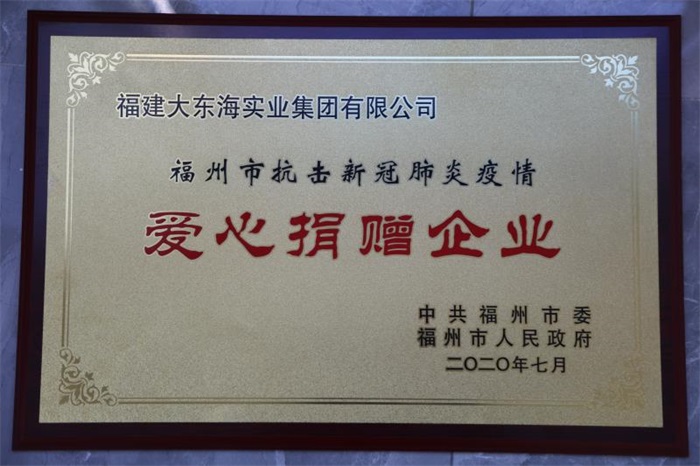 福建大东海实业集团有限公司
福州市抗击新冠肺炎疫情
爱心捐赠企业
中共福州市委
福州市人民政府
二〇二〇年七月